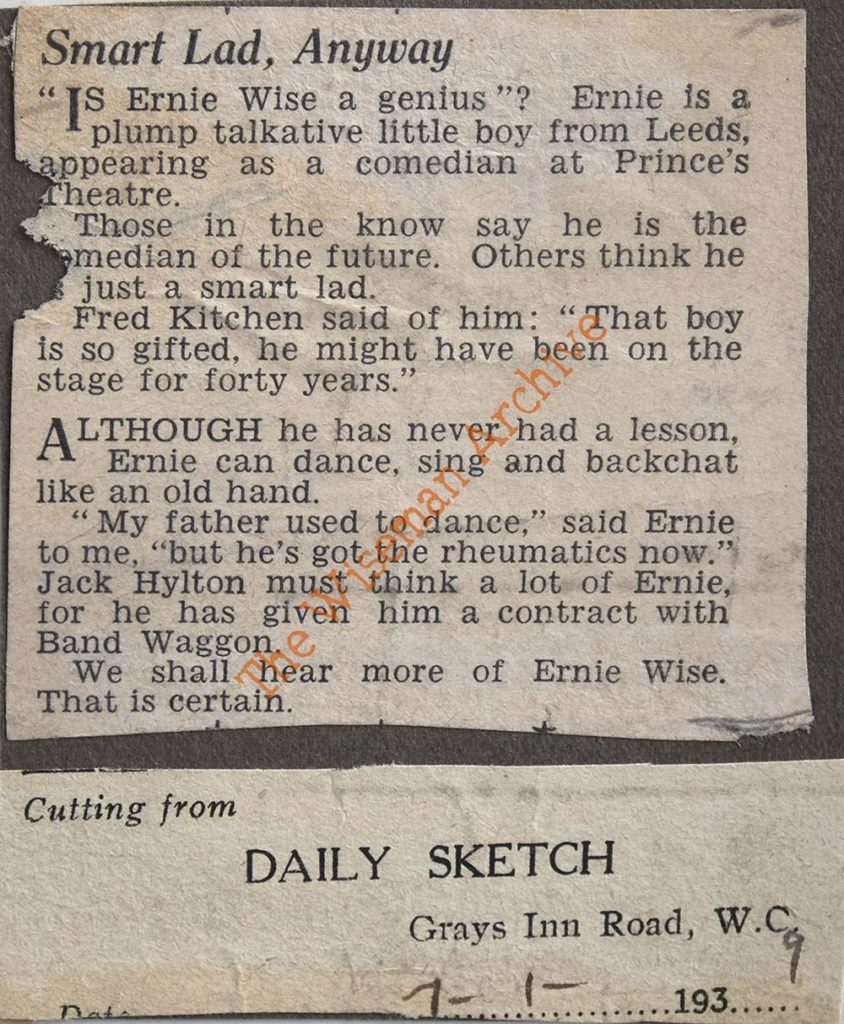 Smart Lad, Anyway
"IS Ernie Wise a genius"? Ernie is a
plump talkative little boy from Leeds,
appearing as a comedian at Prince's
Theatre.
Those in the know say he is the
omedian of the future. Others think he
s just a smart lad.
Fred Kitchen said of him: "That boy
is so gifted, he might have been on the
stage for forty years."
ALTHOUGH he has never had a lesson,
Ernie can dance, sing and backchat
like an old hand.
"My father used to dance," said Ernie
to me, "but he's got the rheumatics now."
Jack Hylton must think a lot of Ernie,
for he has given him a contract with
Band Waggon.
We shall hear more of Ernie Wise.
That is certain.
The Wiseman Archive
Cutting from
DAILY SKETCH
Grays Inn Road, W.C.
Date 7-1-193 9